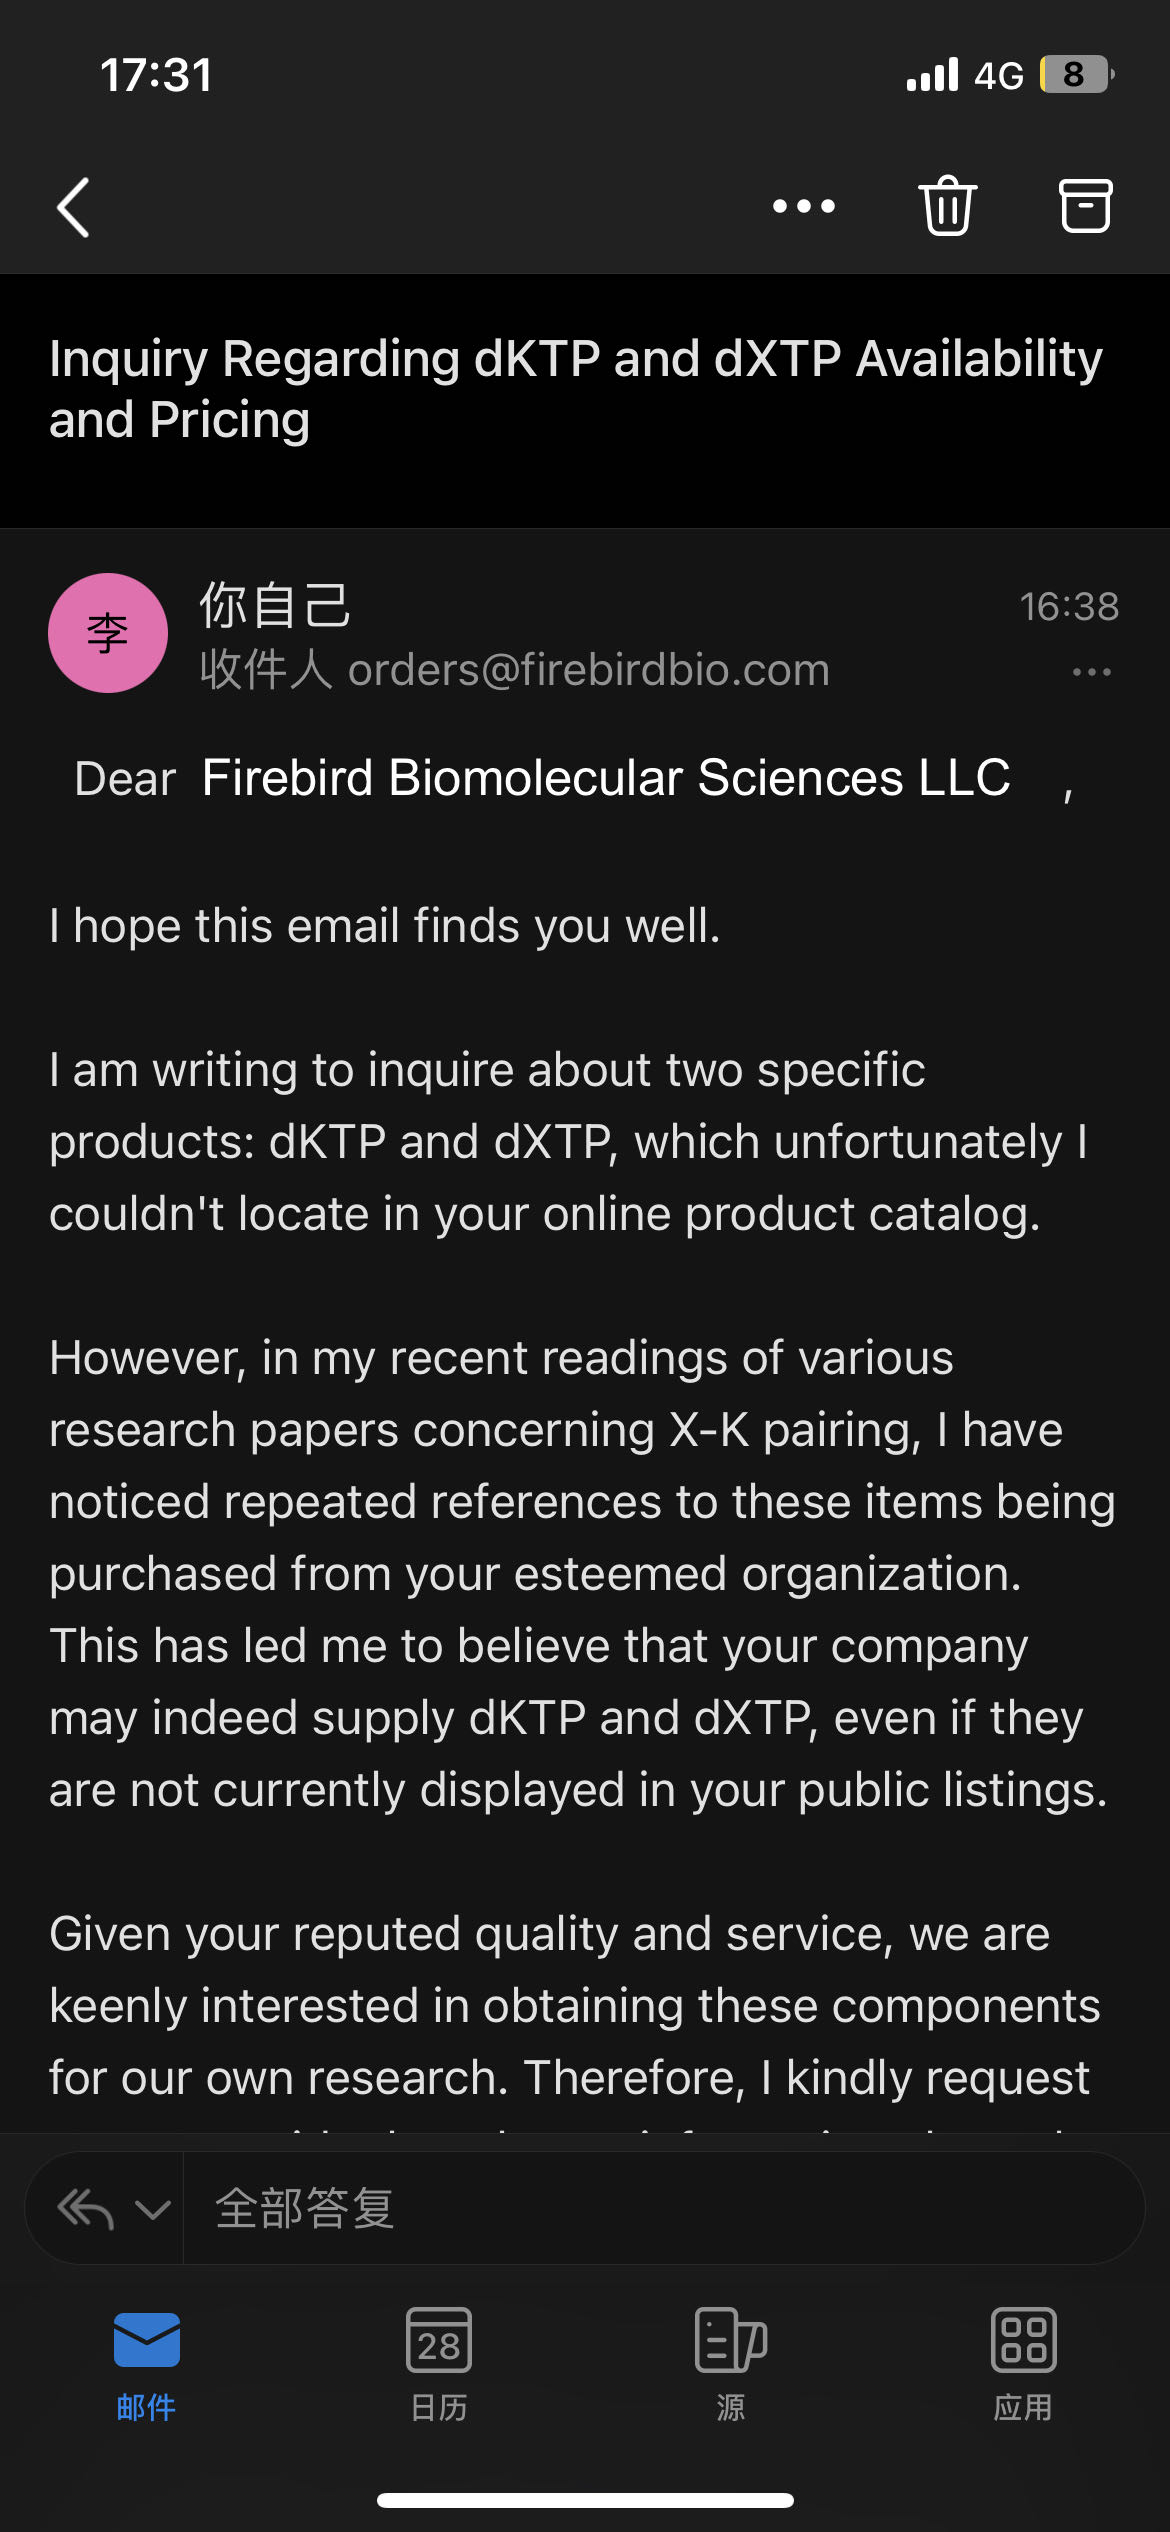 17:31
4G 8
Inquiry Regarding dKTP and dXTP Availability
and Pricing
李
你自己
16:38
收件人 orders@firebirdbio.com
Dear Firebird Biomolecular Sciences LLC ,
I hope this email finds you well.
I am writing to inquire about two specific
products: dKTP and dXTP, which unfortunately I
couldn't locate in your online product catalog.
However, in my recent readings of various
research papers concerning X-K pairing, I have
noticed repeated references to these items being
purchased from your esteemed organization.
This has led me to believe that your company
may indeed supply dKTP and dXTP, even if they
are not currently displayed in your public listings.
Given your reputed quality and service, we are
keenly interested in obtaining these components
for our own research. Therefore, I kindly request
全部答复
28
邮件 日历 源 应用